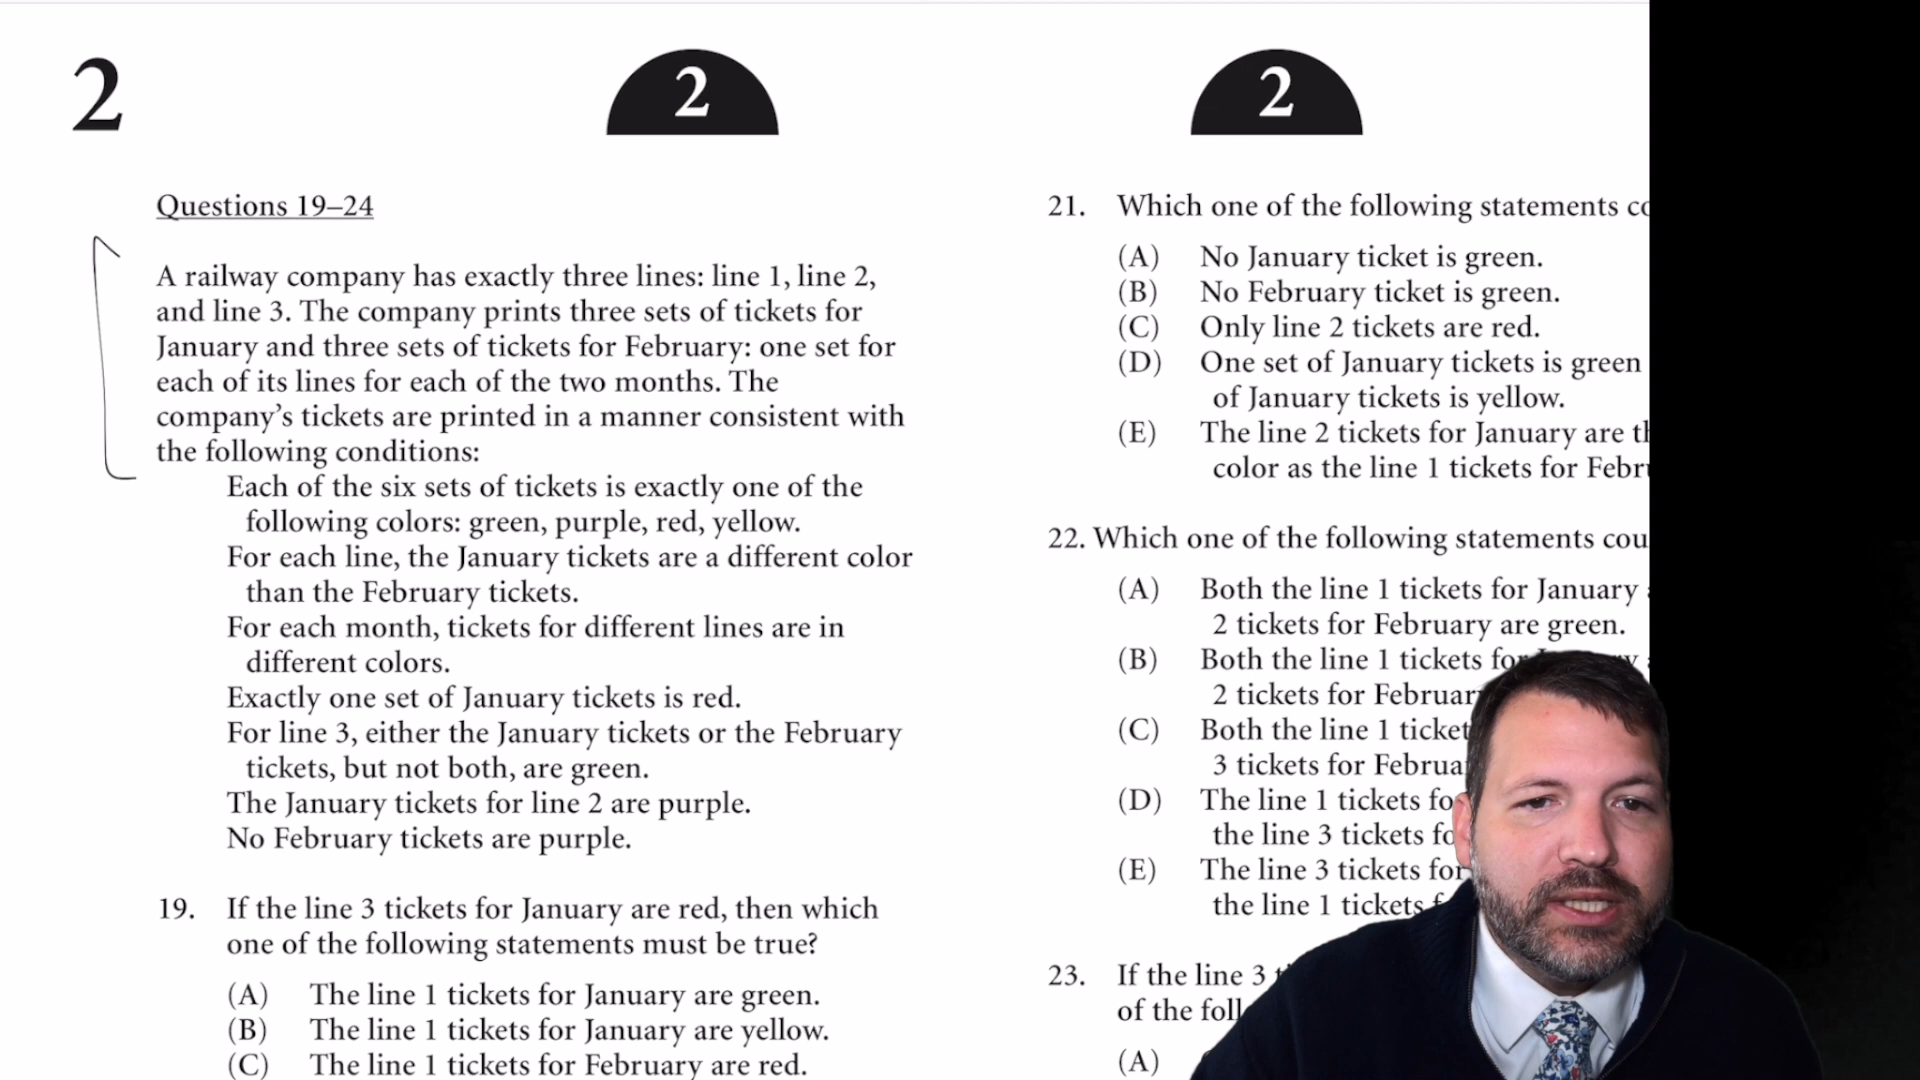 2
2
2
Questions 19–24
A railway company has exactly three lines: line 1, line 2,
and line 3. The company prints three sets of tickets for
January and three sets of tickets for February: one set for
each of its lines for each of the two months. The
company’s tickets are printed in a manner consistent with
the following conditions:
Each of the six sets of tickets is exactly one of the
following colors: green, purple, red, yellow.
For each line, the January tickets are a different color
than the February tickets.
For each month, tickets for different lines are in
different colors.
Exactly one set of January tickets is red.
For line 3, either the January tickets or the February
tickets, but not both, are green.
The January tickets for line 2 are purple.
No February tickets are purple.
19. If the line 3 tickets for January are red, then which
one of the following statements must be true?
(A) The line 1 tickets for January are green.
(B) The line 1 tickets for January are yellow.
(C) The line 1 tickets for February are red.
21. Which one of the following statements
(A) No January ticket is green.
(B) No February ticket is green.
(C) Only line 2 tickets are red.
(D) One set of January tickets is green
of January tickets is yellow.
(E) The line 2 tickets for January are
color as the line 1 tickets for
22. Which one of the following statements
(A) Both the line 1 tickets for January
2 tickets for February are green.
(B) Both the line 1 tickets
2 tickets for
(C) Both the line 1
3 tickets for
(D) The line 1 tickets
the line 3 tickets
(E) The line 3 tickets
the line 1 tickets
23. If the line 3
of the
(A)